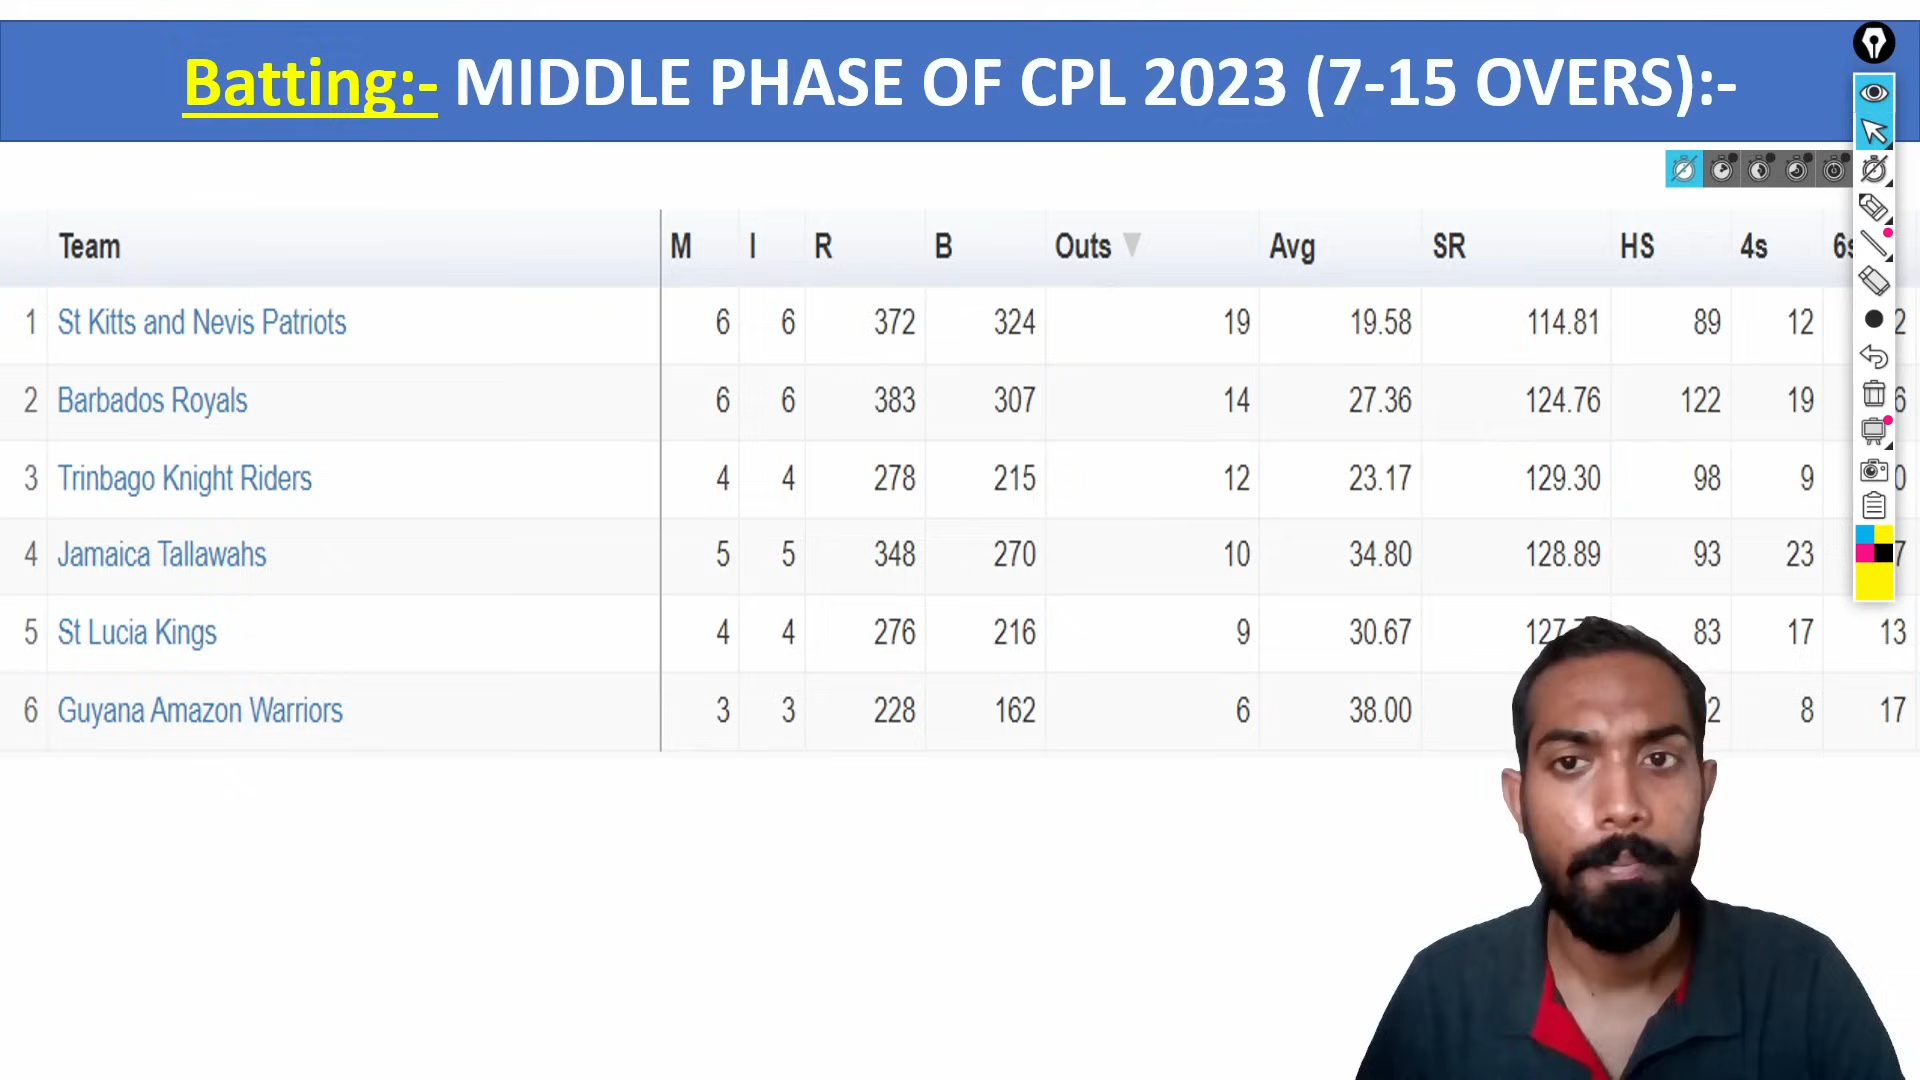 Batting:- MIDDLE PHASE OF CPL 2023 (7-15 OVERS):-
Team M I R B Outs Avg SR HS 4s
1 St Kitts and Nevis Patriots 6 6 372 324 19 19.58 114.81 89 12
2 Barbados Royals 6 6 383 307 14 27.36 124.76 122 19
3 Trinbago Knight Riders 4 4 278 215 12 23.17 129.30 98 9
4 Jamaica Tallawahs 5 5 348 270 10 34.80 128.89 93 23
5 St Lucia Kings 4 4 276 216 9 30.67 83 17 13
6 Guyana Amazon Warriors 3 3 228 162 6 38.00 8 17